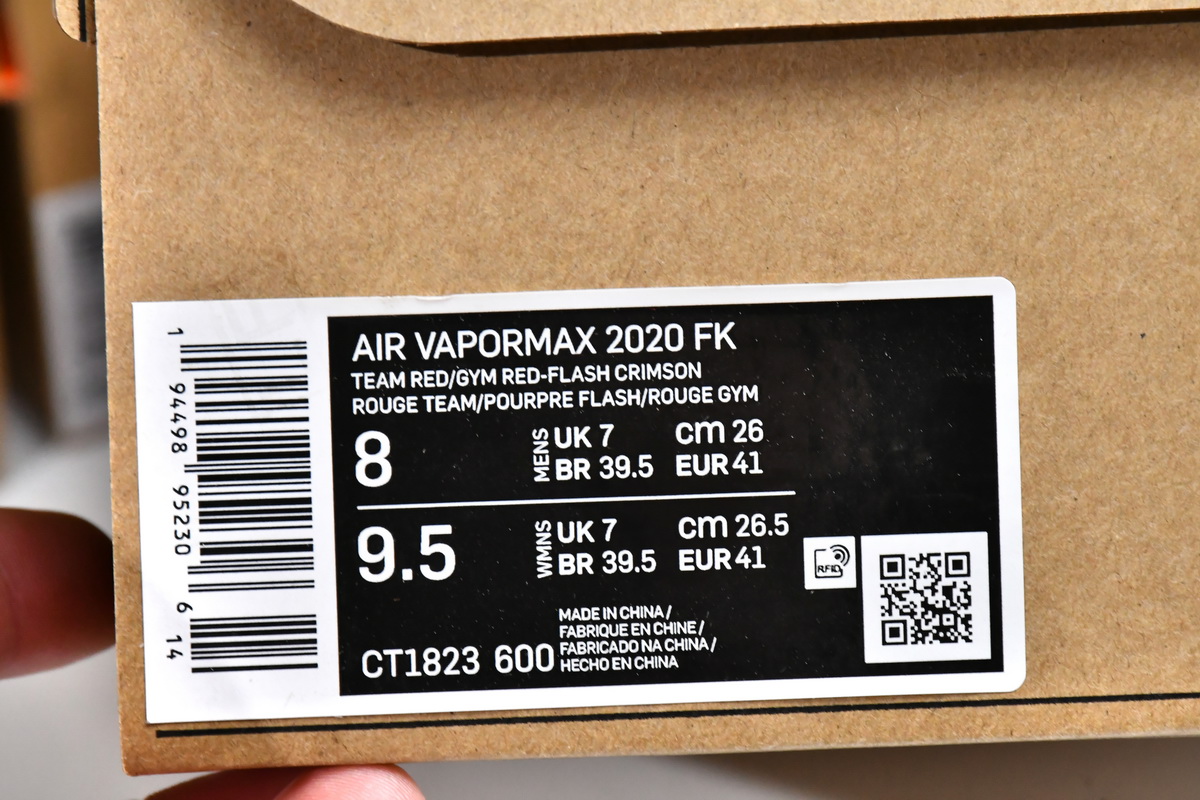 1 94498 95230 6 14
AIR VAPORMAX 2020 FK
TEAM RED/GYM RED-FLASH CRIMSON
ROUGE TEAM/POURPRE FLASH/ROUGE GYM
8 MENS UK 7 cm 26
BR 39.5 EUR 41
9.5 WMNS UK 7 cm 26.5
BR 39.5 EUR 41
RFID
MADE IN CHINA /
FABRIQUE EN CHINE /
FABRICADO NA CHINA /
HECHO EN CHINA
CT1823 600